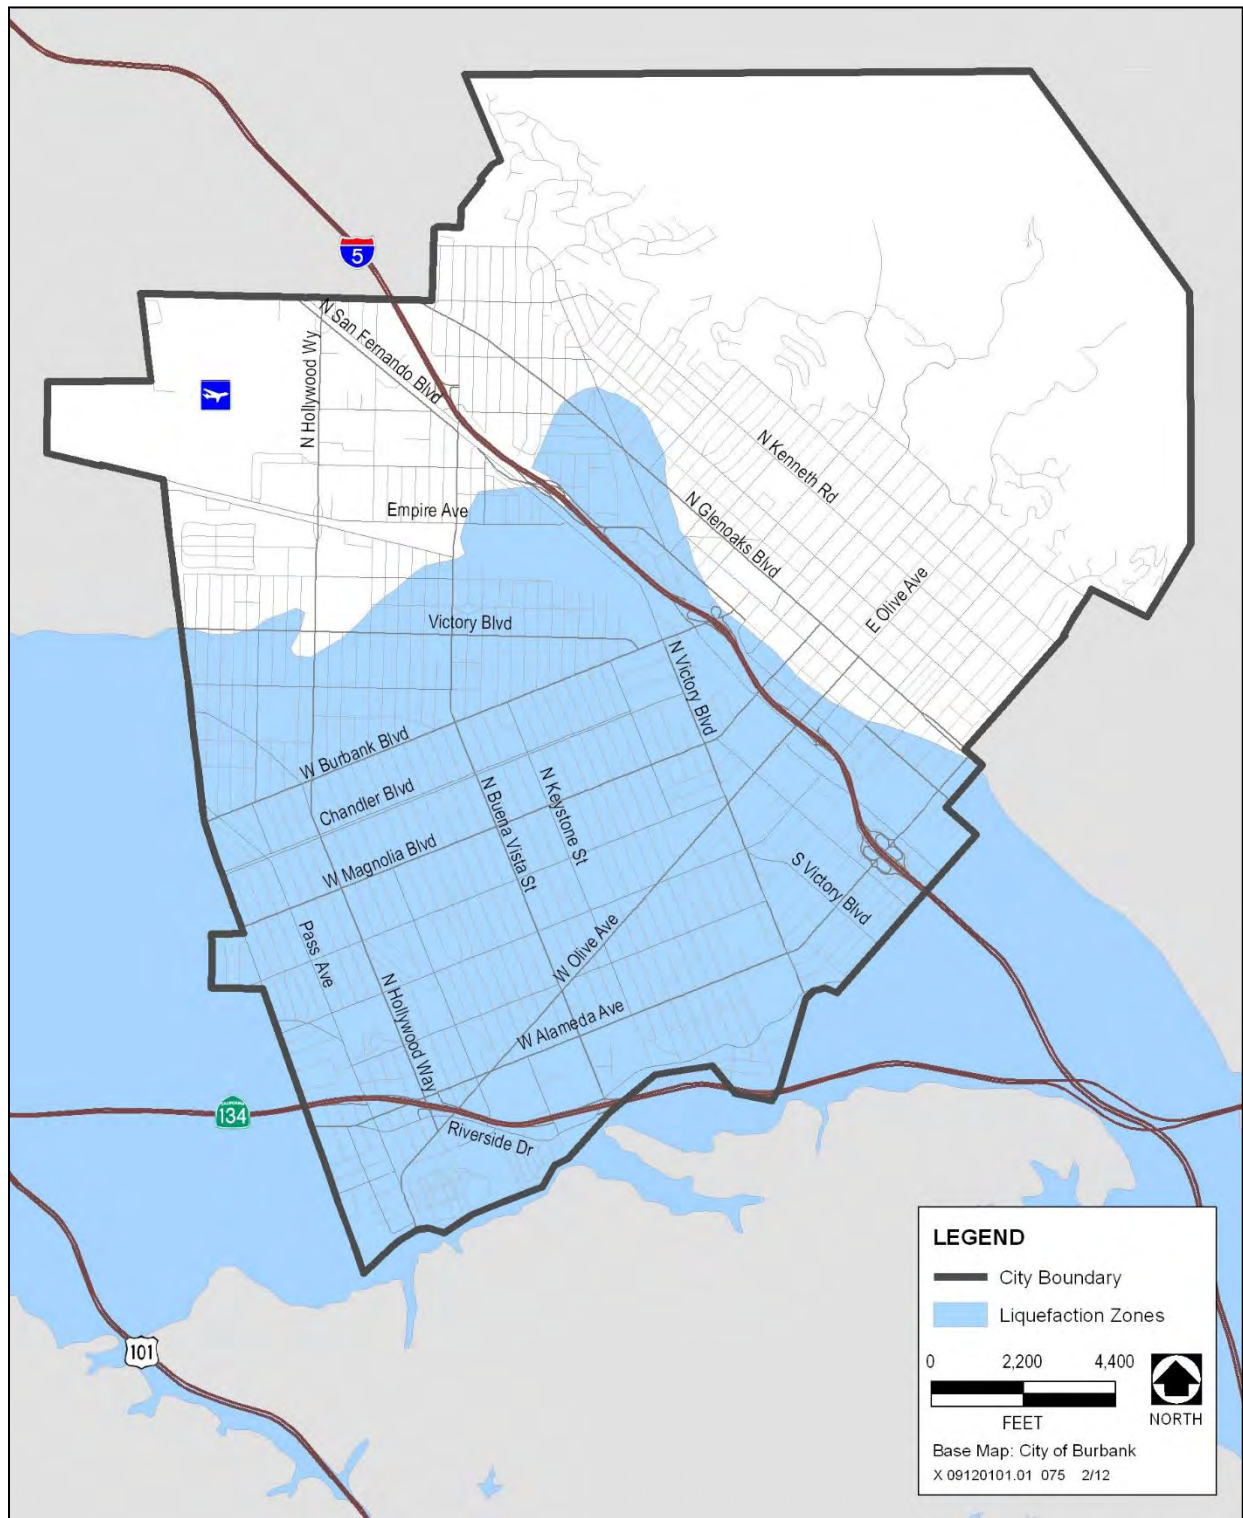 5
N San Fernando Blvd
N Hollywood Wy
N Kenneth Rd
N Glenoaks Blvd
Empire Ave
E Olive Ave
Victory Blvd
N Victory Blvd
W Burbank Blvd
Chandler Blvd
N Buena Vista St
N Keystone St
W Magnolia Blvd
S Victory Blvd
Pass Ave
W Olive Ave
N Hollywood Way
W Alameda Ave
CALIFORNIA
134
Riverside Dr
101
LEGEND
City Boundary
Liquefaction Zones
0 2,200 4,400
FEET
NORTH
Base Map: City of Burbank
X 09120101.01 075 2/12